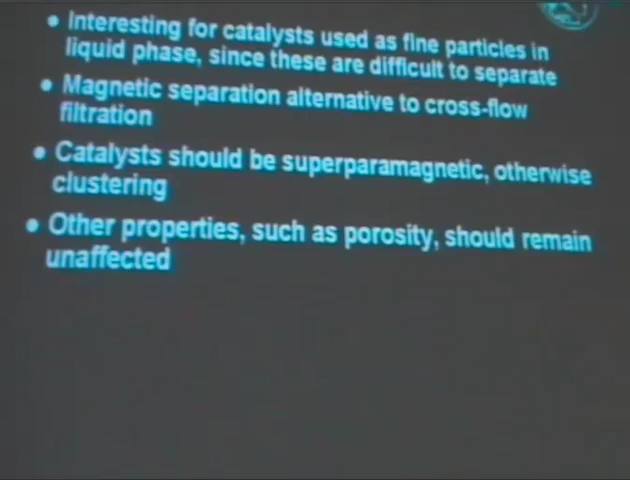 • Interesting for catalysts used as fine particles in
liquid phase, since these are difficult to separate
• Magnetic separation alternative to cross-flow
filtration
• Catalysts should be superparamagnetic, otherwise
clustering
• Other properties, such as porosity, should remain
unaffected